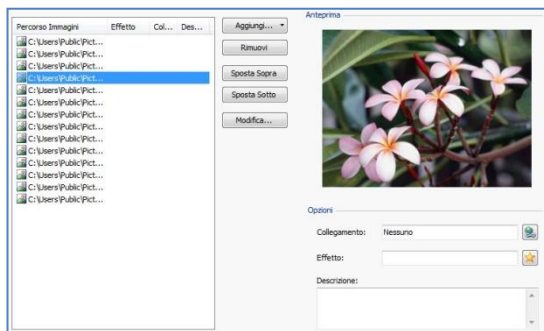 Percorso Immagini Effetto Col... Des...
C:\Users\Public\Pict...
C:\Users\Public\Pict...
C:\Users\Public\Pict...
C:\Users\Public\Pict...
C:\Users\Public\Pict...
C:\Users\Public\Pict...
C:\Users\Public\Pict...
C:\Users\Public\Pict...
C:\Users\Public\Pict...
C:\Users\Public\Pict...
C:\Users\Public\Pict...
C:\Users\Public\Pict...
C:\Users\Public\Pict...
C:\Users\Public\Pict...
Aggiungi...
Rimuovi
Sposta Sopra
Sposta Sotto
Modifica...
Anteprima
Opzioni
Collegamento: Nessuno
Effetto:
Descrizione: